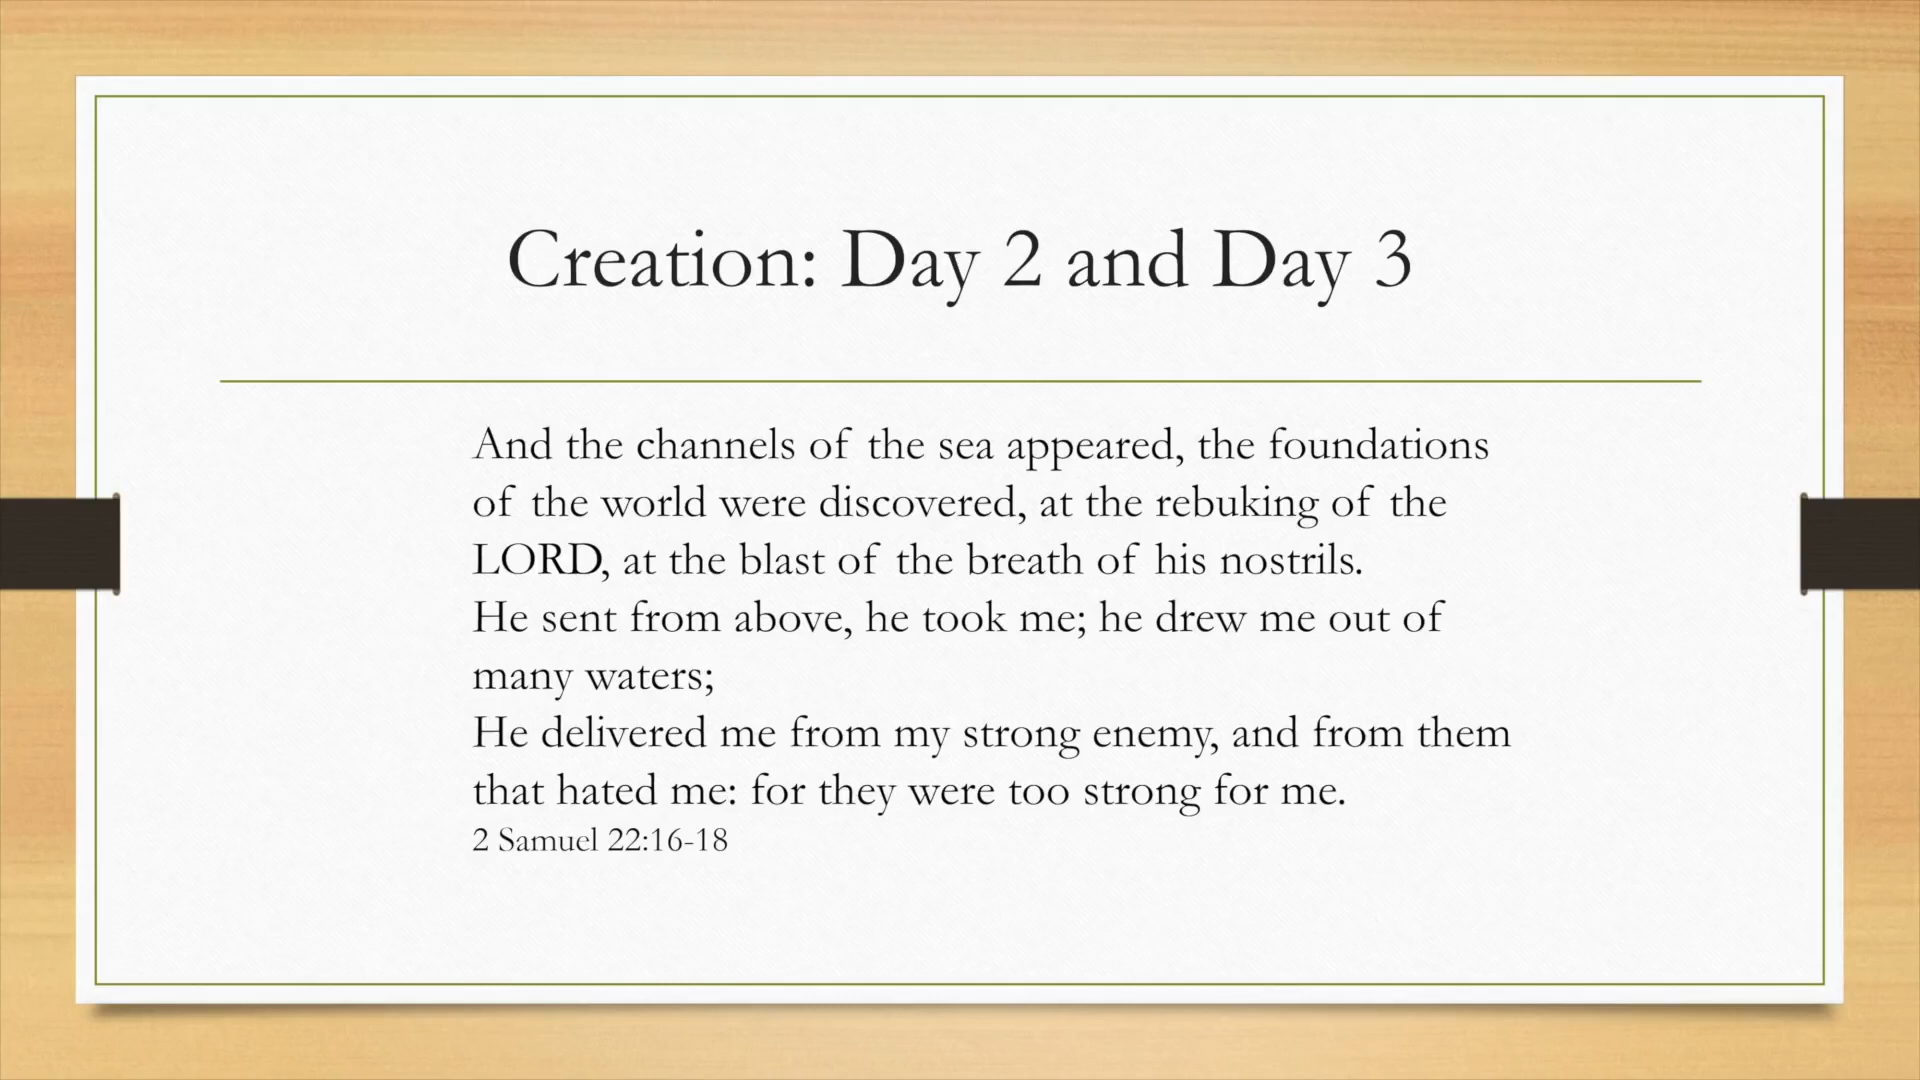 Creation: Day 2 and Day 3
And the channels of the sea appeared, the foundations
of the world were discovered, at the rebuking of the
LORD, at the blast of the breath of his nostrils.
He sent from above, he took me; he drew me out of
many waters;
He delivered me from my strong enemy, and from them
that hated me: for they were too strong for me.
2 Samuel 22:16-18